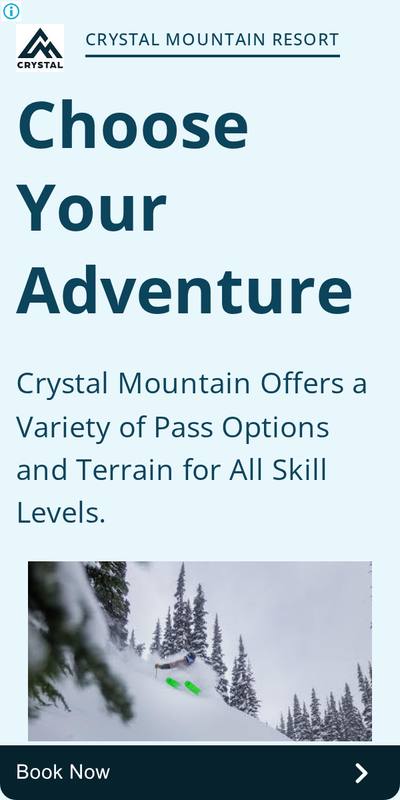 CRYSTAL
CRYSTAL MOUNTAIN RESORT
Choose
Your
Adventure
Crystal Mountain Offers a
Variety of Pass Options
and Terrain for All Skill
Levels.
Book Now